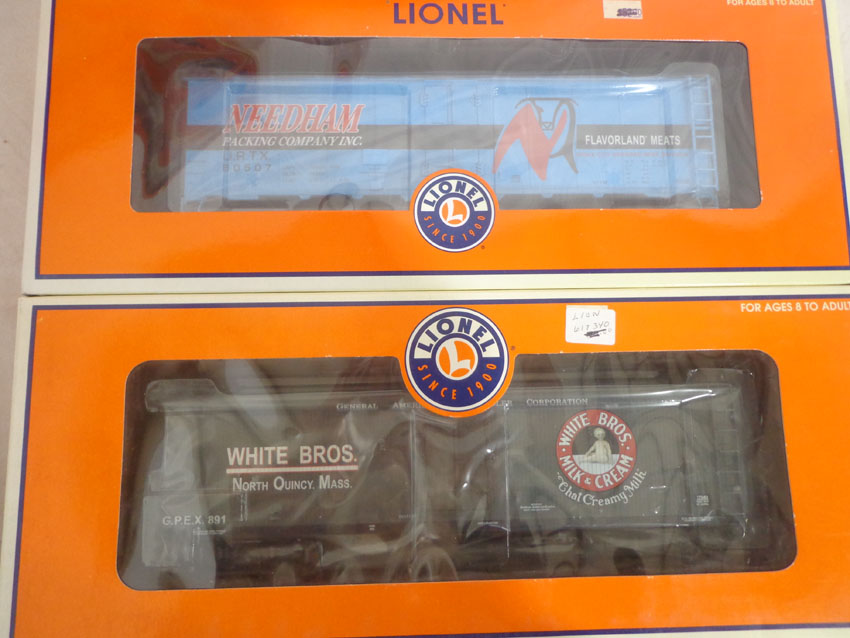 LIONEL
FOR AGES 8 TO ADULT
NEEDHAM
PACKING COMPANY INC.
80507
FLAVORLAND MEATS
LIONEL
L
SINCE 1900
FOR AGES 8 TO ADULT
LION
LIONEL
L
SINCE 1900
GENERAL
CORPORATION
WHITE BROS.
NORTH QUINCY, MASS.
G.P.E.X. 891
WHITE BROS.
MILK & CREAM
"That Creamy Milk"